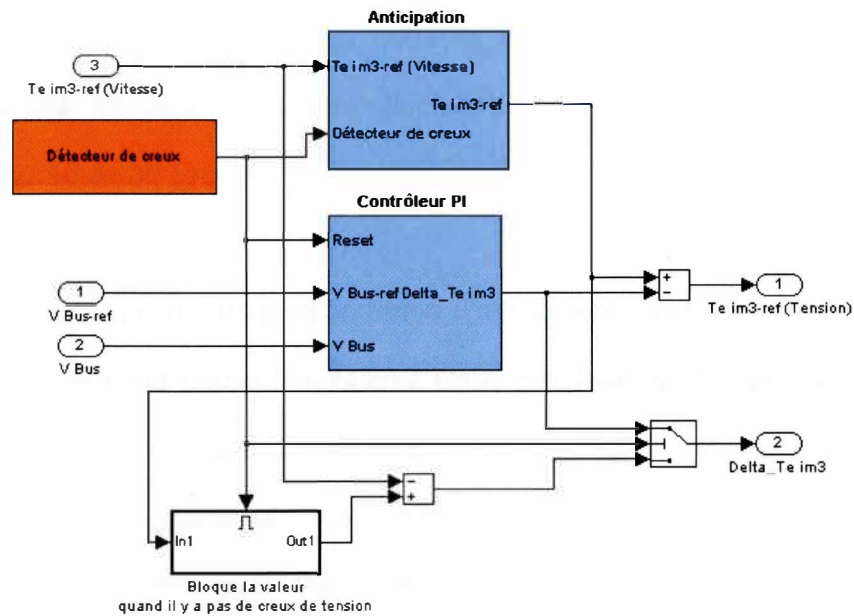 Anticipation
3
Te im3-ref (Vitesse)
Te im3-ref (Vitesse)
Te im3-ref
Détecteur de creux
Détecteur de creux
Contrôleur PI
Reset
1
V Bus-ref
V Bus-ref Delta_Te im3
+
−
1
Te im3-ref (Tension)
2
V Bus
V Bus
2
Delta_Te im3
−
+
In1
Out1
Bloque la valeur
quand il y a pas de creux de tension